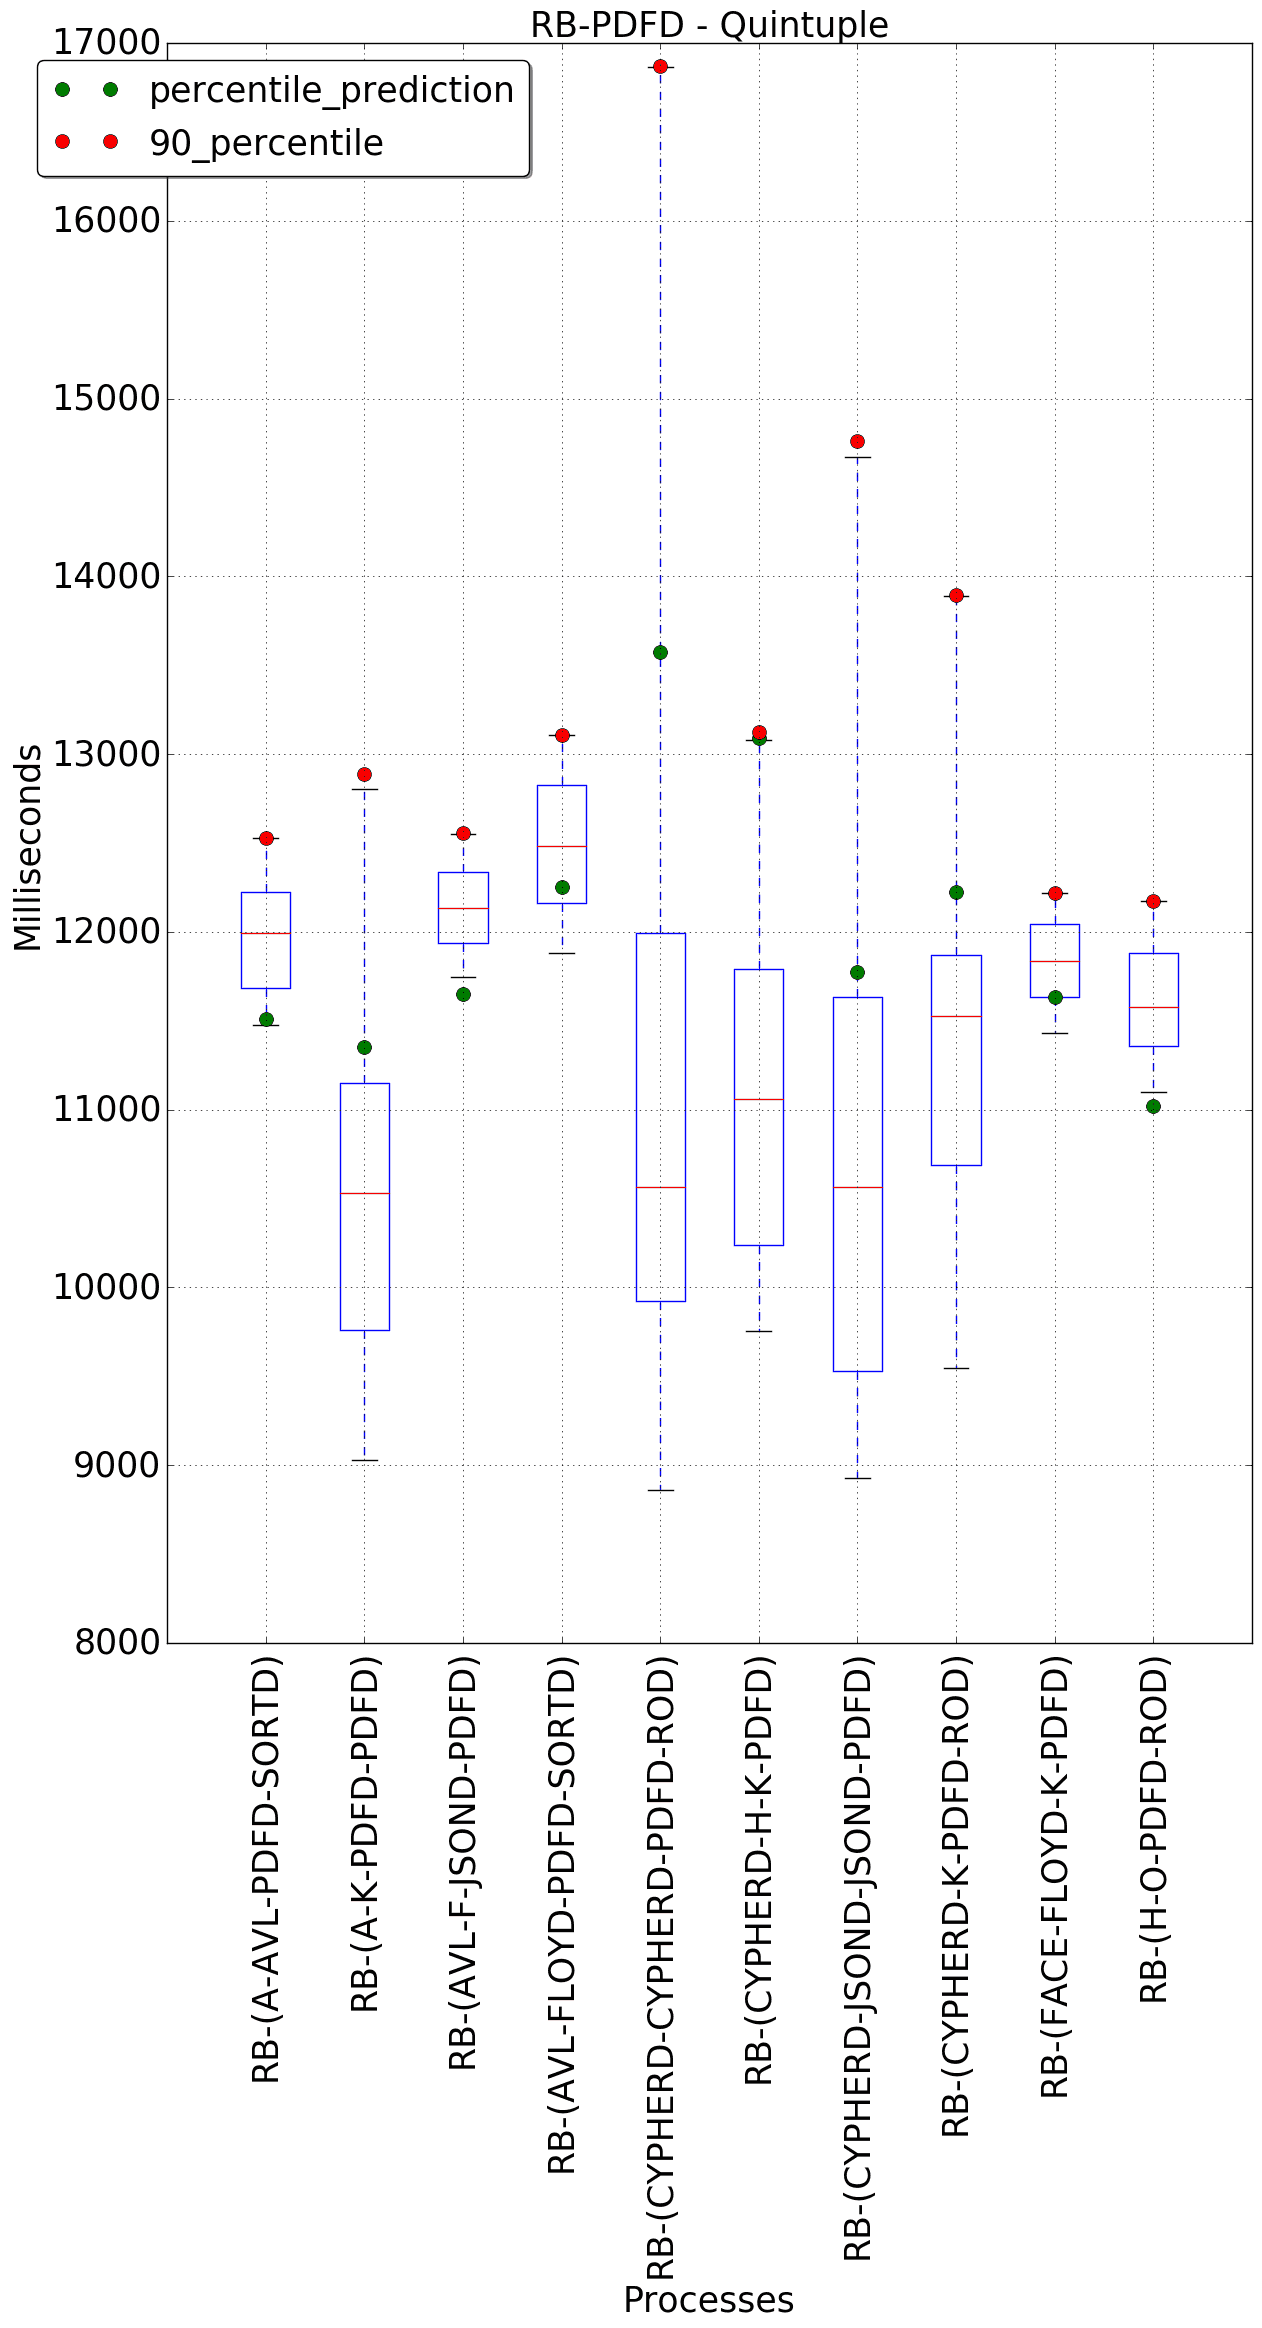 RB-PDFD - Quintuple
percentile_prediction
90_percentile
17000
16000
15000
14000
13000
12000
11000
10000
9000
8000
Milliseconds
RB-(A-AVL-PDFD-SORTD)
RB-(A-K-PDFD-PDFD)
RB-(AVL-F-JSOND-PDFD)
RB-(AVL-FLOYD-PDFD-SORTD)
RB-(CYPHERD-CYPHERD-PDFD-ROD)
RB-(CYPHERD-H-K-PDFD)
RB-(CYPHERD-JSOND-JSOND-PDFD)
RB-(CYPHERD-K-PDFD-ROD)
RB-(FACE-FLOYD-K-PDFD)
RB-(H-O-PDFD-ROD)
Processes